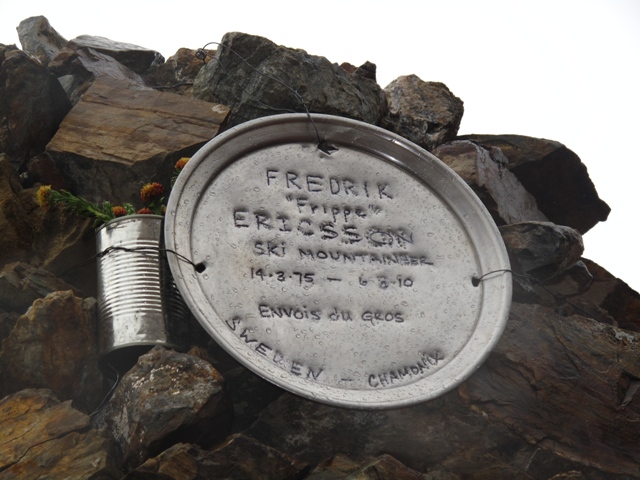 FREDRIK
"Frippe"
ERICSSON
SKI MOUNTAINEER
14.3.75 - 6.8.10
ENVOIS DU GROS
SWEDEN - CHAMONIX